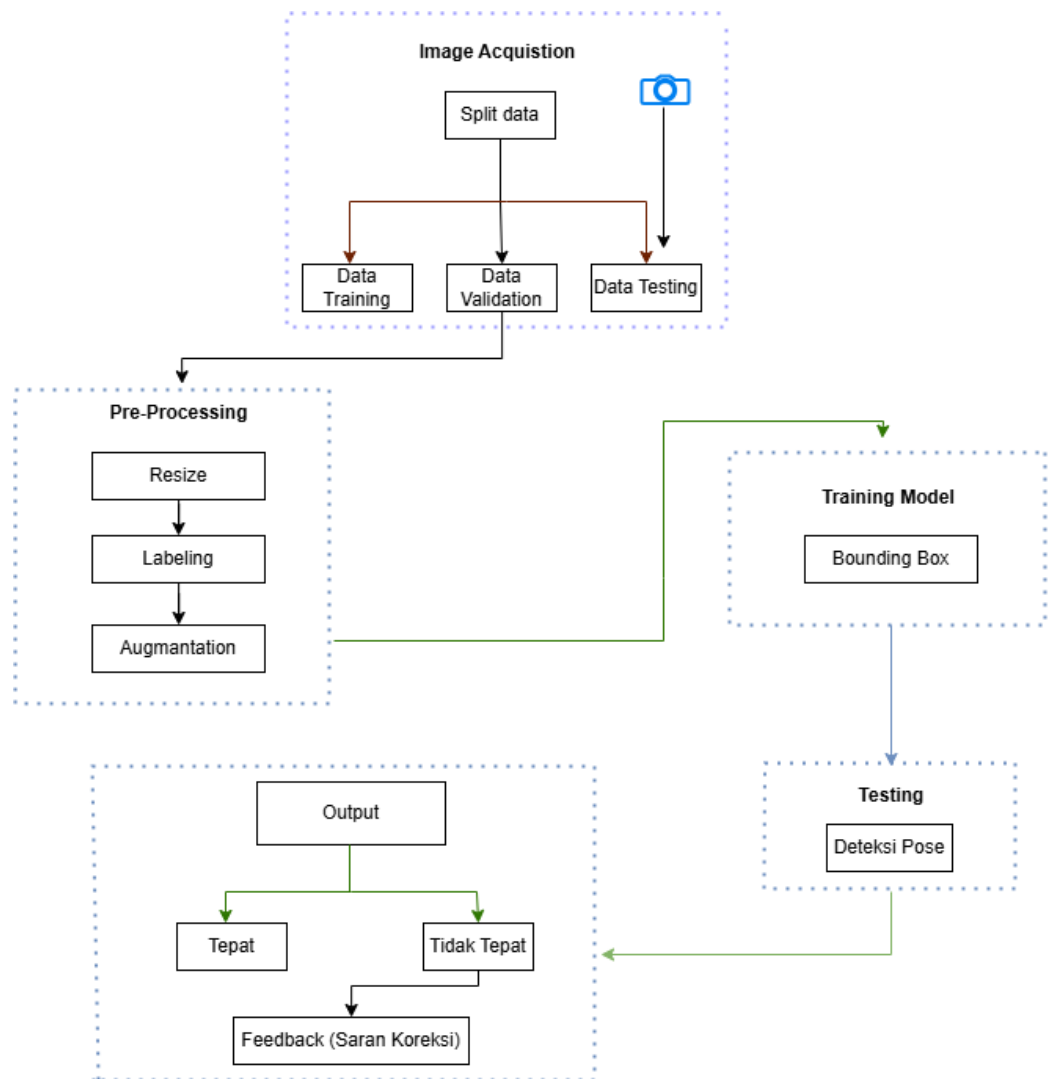 Image Acquistion
Split data
Data
Training
Data
Validation
Data Testing
Pre-Processing
Resize
Labeling
Augmantation
Training Model
Bounding Box
Testing
Deteksi Pose
Output
Tepat
Tidak Tepat
Feedback (Saran Koreksi)